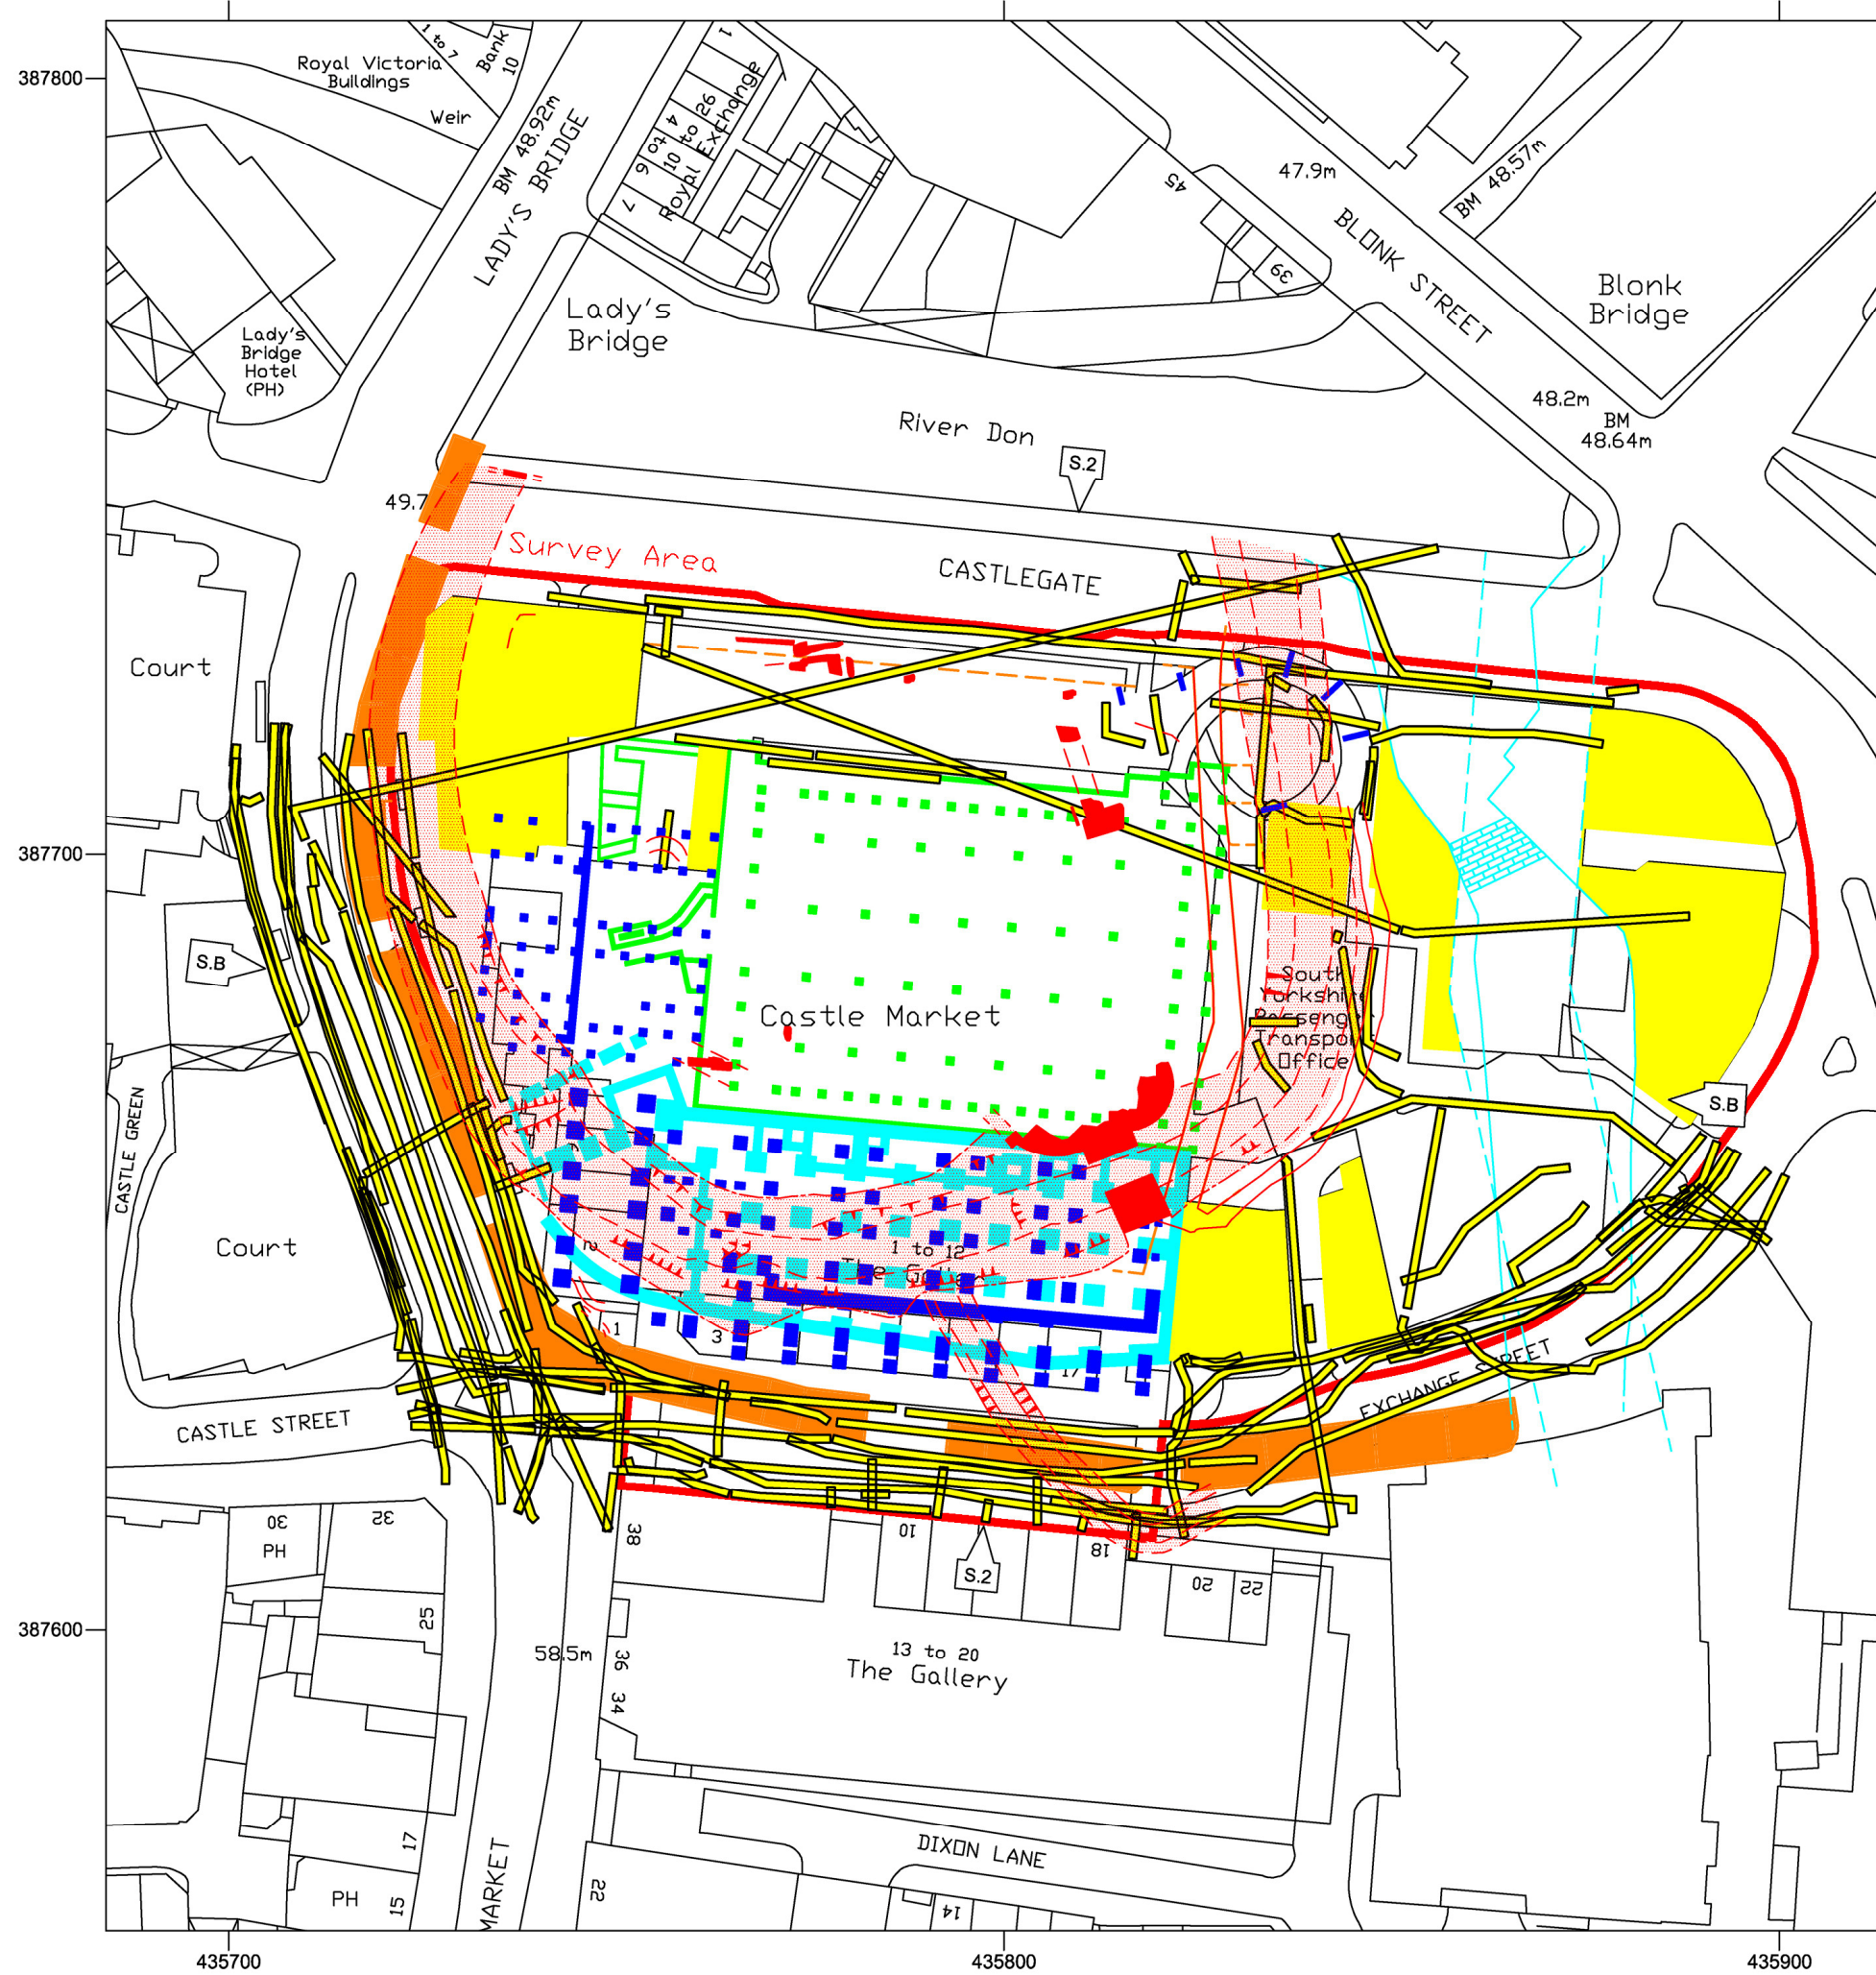 387800
Royal Victoria
Buildings
Weir
1 to 7
Bank
10
BM 48.92m
LADY'S BRIDGE
1
4 to 26
10 to
6
7
Royal Exchange
45
47.9m
BM 48.57m
39
BLONK STREET
Blonk
Bridge
Lady's
Bridge
Lady's
Bridge
Hotel
(PH)
48.2m
BM
48.64m
River Don
S.2
49.7
Survey Area
CASTLEGATE
Court
387700
S.B
South
Yorkshire
Passenger
Transport
Office
Castle Market
CASTLE GREEN
S.B
Court
2
1 to 12
The Gallery
1
3
17
EXCHANGE STREET
CASTLE STREET
30
PH
32
38
10
18
S.2
20
22
25
387600
58.5m
36
34
13 to 20
The Gallery
DIXON LANE
17
PH
15
MARKET
22
14
435700
435800
435900